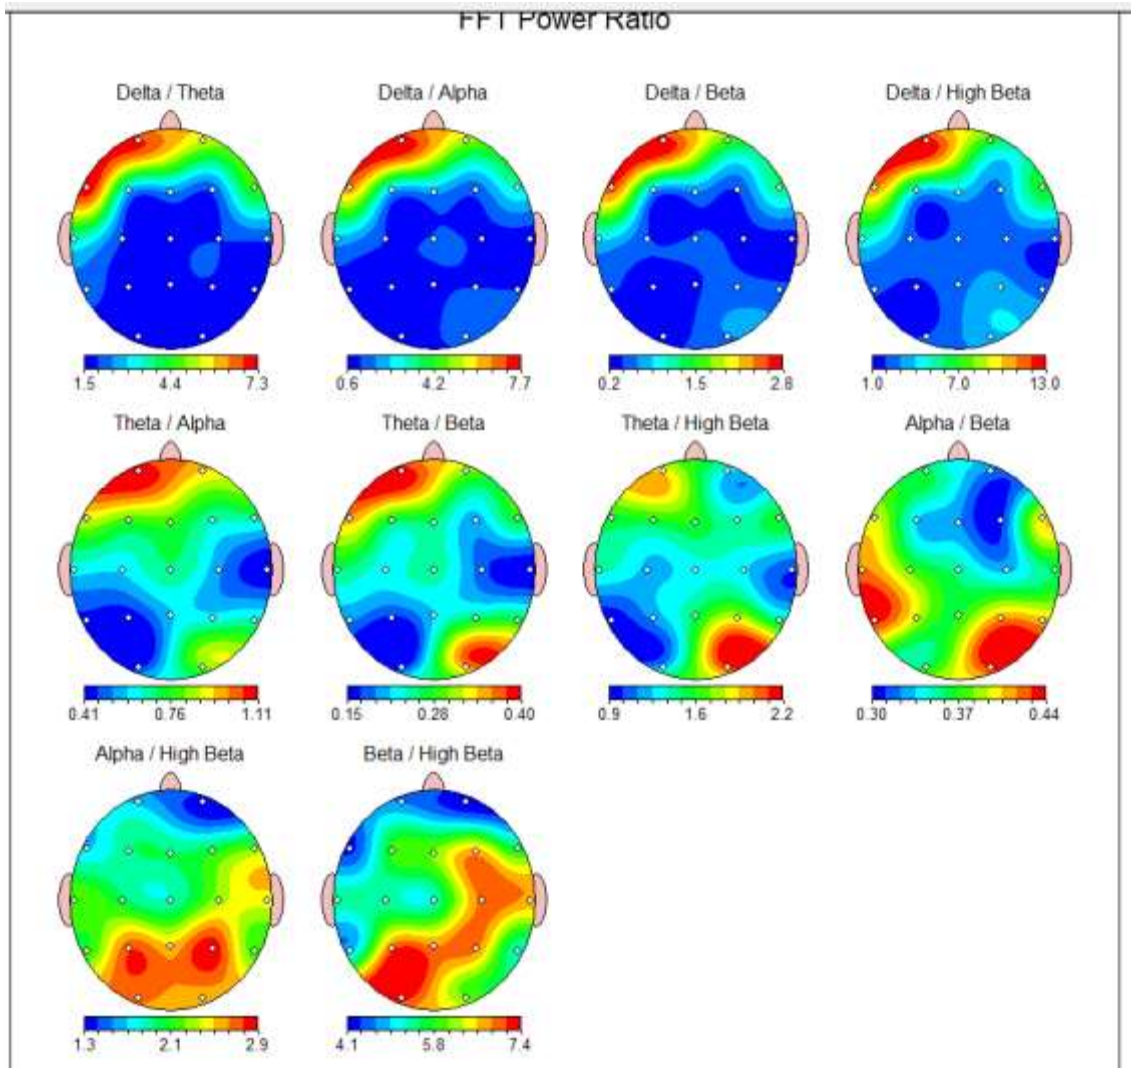 FFT Power Ratio
Delta / Theta
Delta / Alpha
Delta / Beta
Delta / High Beta
1.5 4.4 7.3
0.6 4.2 7.7
0.2 1.5 2.8
1.0 7.0 13.0
Theta / Alpha
Theta / Beta
Theta / High Beta
Alpha / Beta
0.41 0.76 1.11
0.15 0.28 0.40
0.9 1.6 2.2
0.30 0.37 0.44
Alpha / High Beta
Beta / High Beta
1.3 2.1 2.9
4.1 5.8 7.4